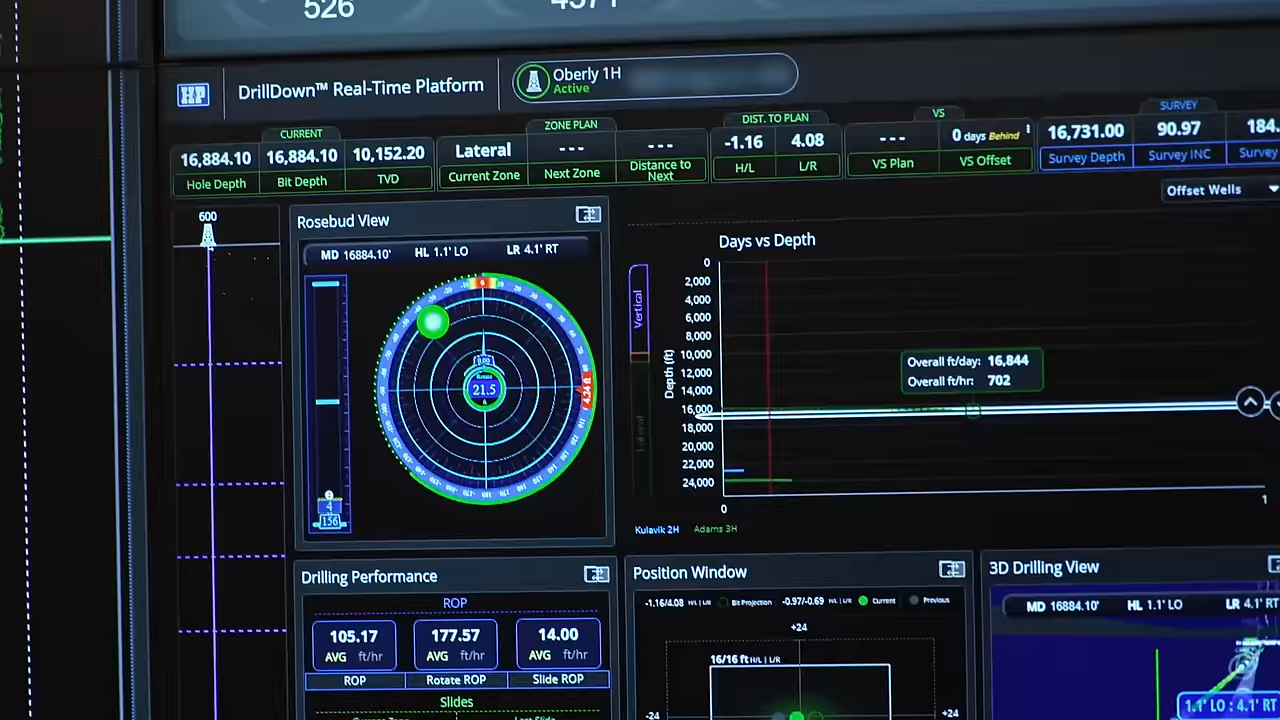 526
4571
HP
DrillDown™ Real-Time Platform
Oberly 1H
Active
CURRENT
16,884.10 16,884.10 10,152.20
Hole Depth Bit Depth TVD
ZONE PLAN
Lateral --- ---
Current Zone Next Zone Distance to Next
DIST. TO PLAN
-1.16 4.08
H/L L/R
VS
--- 0 days Behind
VS Plan VS Offset
SURVEY
16,731.00 90.97 184.
Survey Depth Survey INC Survey
Offset Wells
600
Rosebud View
MD 16884.10' HL 1.1' LO LR 4.1' RT
21.5
4.24 ft
4
156
Days vs Depth
Vertical
Lateral
Depth (ft)
0
2,000
4,000
6,000
8,000
10,000
12,000
14,000
16,000
18,000
20,000
22,000
24,000
0 1
Overall ft/day: 16,844
Overall ft/hr: 702
Kulavik 2H Adams 3H
Drilling Performance
ROP
105.17 177.57 14.00
AVG ft/hr AVG ft/hr AVG ft/hr
ROP Rotate ROP Slide ROP
Slides
Position Window
-1.16/4.08 H/L | L/R Bit Projection -0.97/-0.69 H/L | L/R Current Previous
+24
16/16 ft H/L | L/R
-24 +24
3D Drilling View
MD 16884.10' HL 1.1' LO LR 4.1' RT
1.1' LO : 4.1' RT